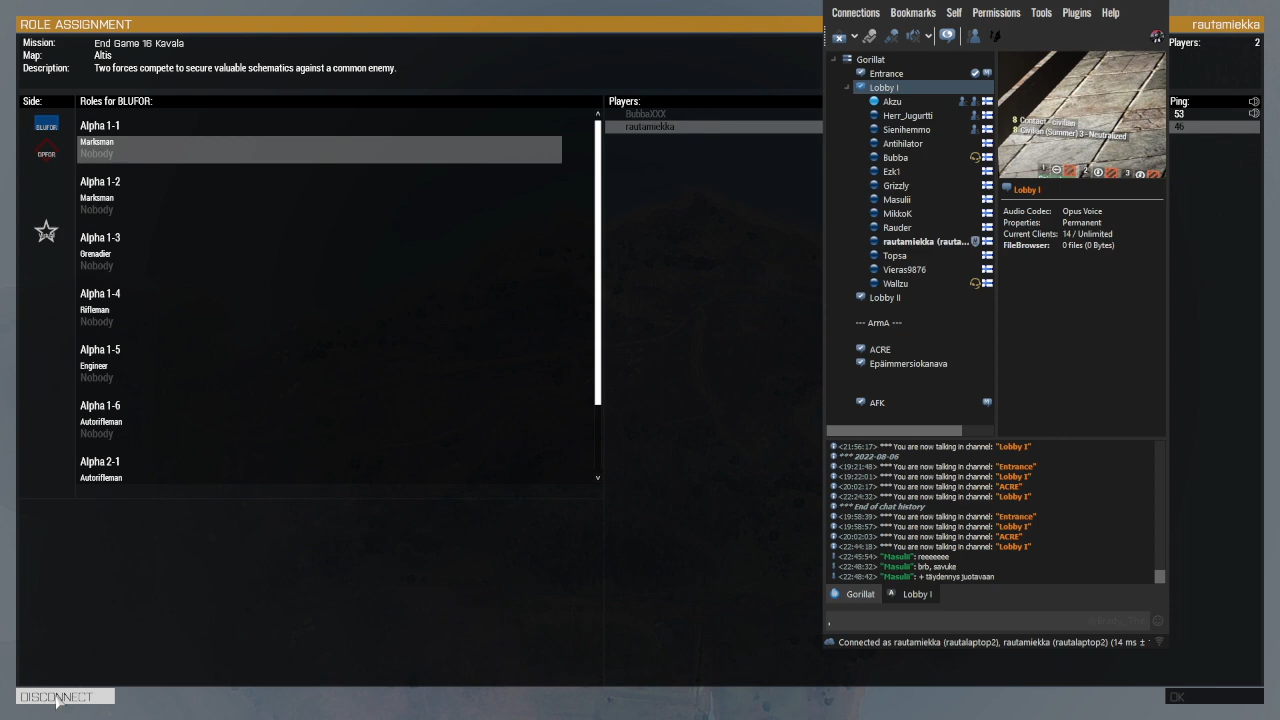 ROLE ASSIGNMENT
rautamiekka
Mission: End Game 16 Kavala
Map: Altis
Description: Two forces compete to secure valuable schematics against a common enemy.
Players: 2
Side:
BLUFOR
OPFOR
Roles for BLUFOR:
Alpha 1-1
Marksman
Nobody
Alpha 1-2
Marksman
Nobody
Alpha 1-3
Grenadier
Nobody
Alpha 1-4
Rifleman
Nobody
Alpha 1-5
Engineer
Nobody
Alpha 1-6
Autorifleman
Nobody
Alpha 2-1
Autorifleman
Players:
BubbaXXX
rautamiekka
Ping:
53
46
DISCONNECT
OK
Connections Bookmarks Self Permissions Tools Plugins Help
Gorillat
Entrance
Lobby I
Akzu
Herr_Jugurtti
Sienihemmo
Antihilator
Bubba
Ezk1
Grizzly
Masulii
MikkoK
Rauder
rautamiekka (rauta...
Topsa
Vieras9876
Wallzu
Lobby II
--- ArmA ---
ACRE
Epäimmersiokanava
AFK
8 Contact - civilian
8 Civilian (Summer) 3 - Neutralized
Lobby I
Audio Codec: Opus Voice
Properties: Permanent
Current Clients: 14 / Unlimited
FileBrowser: 0 files (0 Bytes)
<21:56:17> *** You are now talking in channel: "Lobby I"
*** 2022-08-06
<19:21:48> *** You are now talking in channel: "Entrance"
<19:22:01> *** You are now talking in channel: "Lobby I"
<20:02:17> *** You are now talking in channel: "ACRE"
<22:24:32> *** You are now talking in channel: "Lobby I"
*** End of chat history
<19:58:39> *** You are now talking in channel: "Entrance"
<19:58:57> *** You are now talking in channel: "Lobby I"
<20:02:03> *** You are now talking in channel: "ACRE"
<22:44:18> *** You are now talking in channel: "Lobby I"
<22:45:54> "Masulii": reeeeeee
<22:48:32> "Masulii": brb, savuke
<22:48:42> "Masulii": + täydennys juotavaan
Gorillat
Lobby I
Connected as rautamiekka (rautalaptop2), rautamiekka (rautalaptop2) (14 ms ±